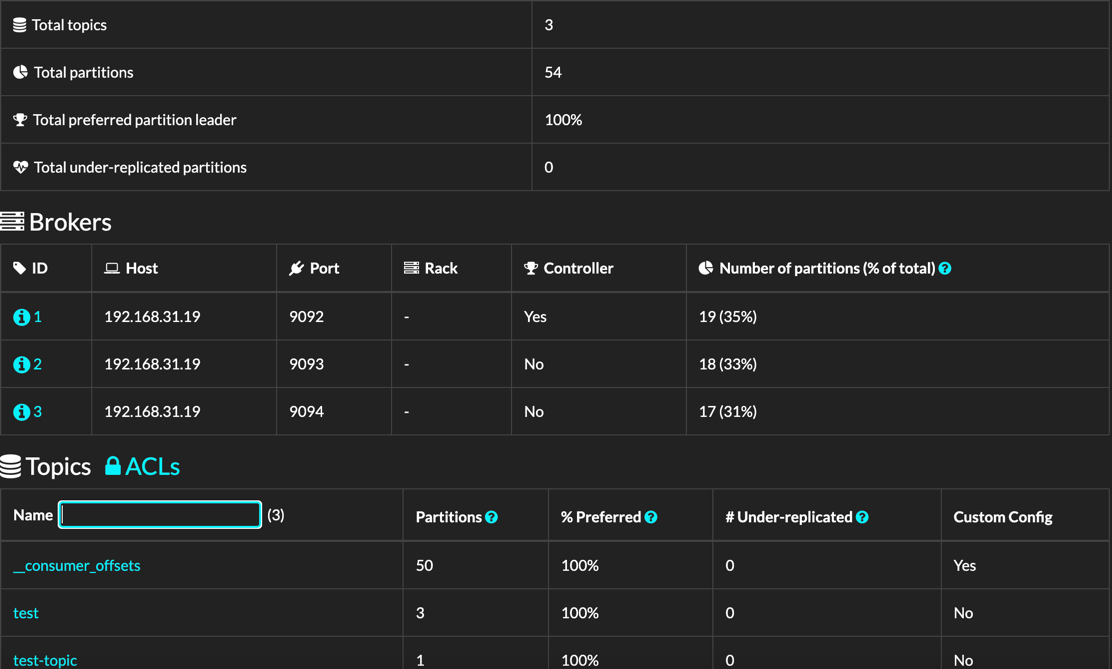 Total topics 3
Total partitions 54
Total preferred partition leader 100%
Total under-replicated partitions 0
Brokers
ID Host Port Rack Controller Number of partitions (% of total)
1 192.168.31.19 9092 - Yes 19 (35%)
2 192.168.31.19 9093 - No 18 (33%)
3 192.168.31.19 9094 - No 17 (31%)
Topics ACLs
Name (3) Partitions % Preferred # Under-replicated Custom Config
__consumer_offsets 50 100% 0 Yes
test 3 100% 0 No
test-topic 1 100% 0 No